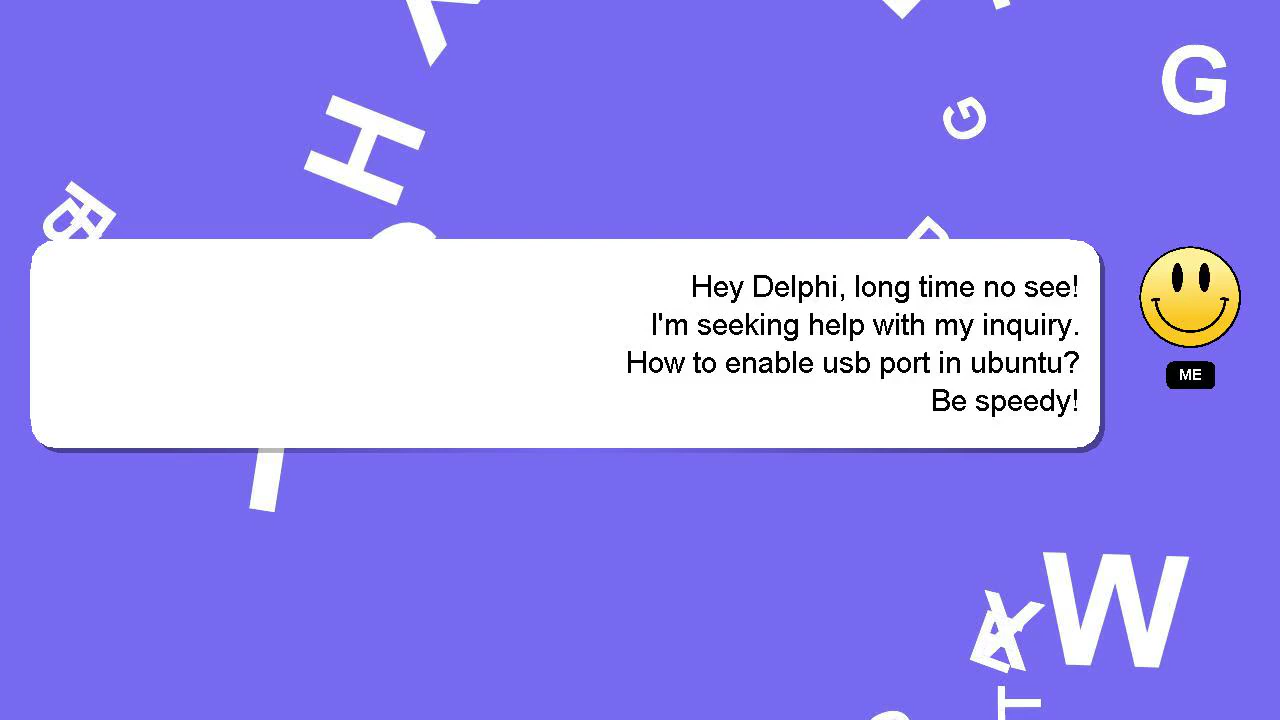 Hey Delphi, long time no see!
I'm seeking help with my inquiry.
How to enable usb port in ubuntu?
Be speedy!
ME
G
G
H
W
T